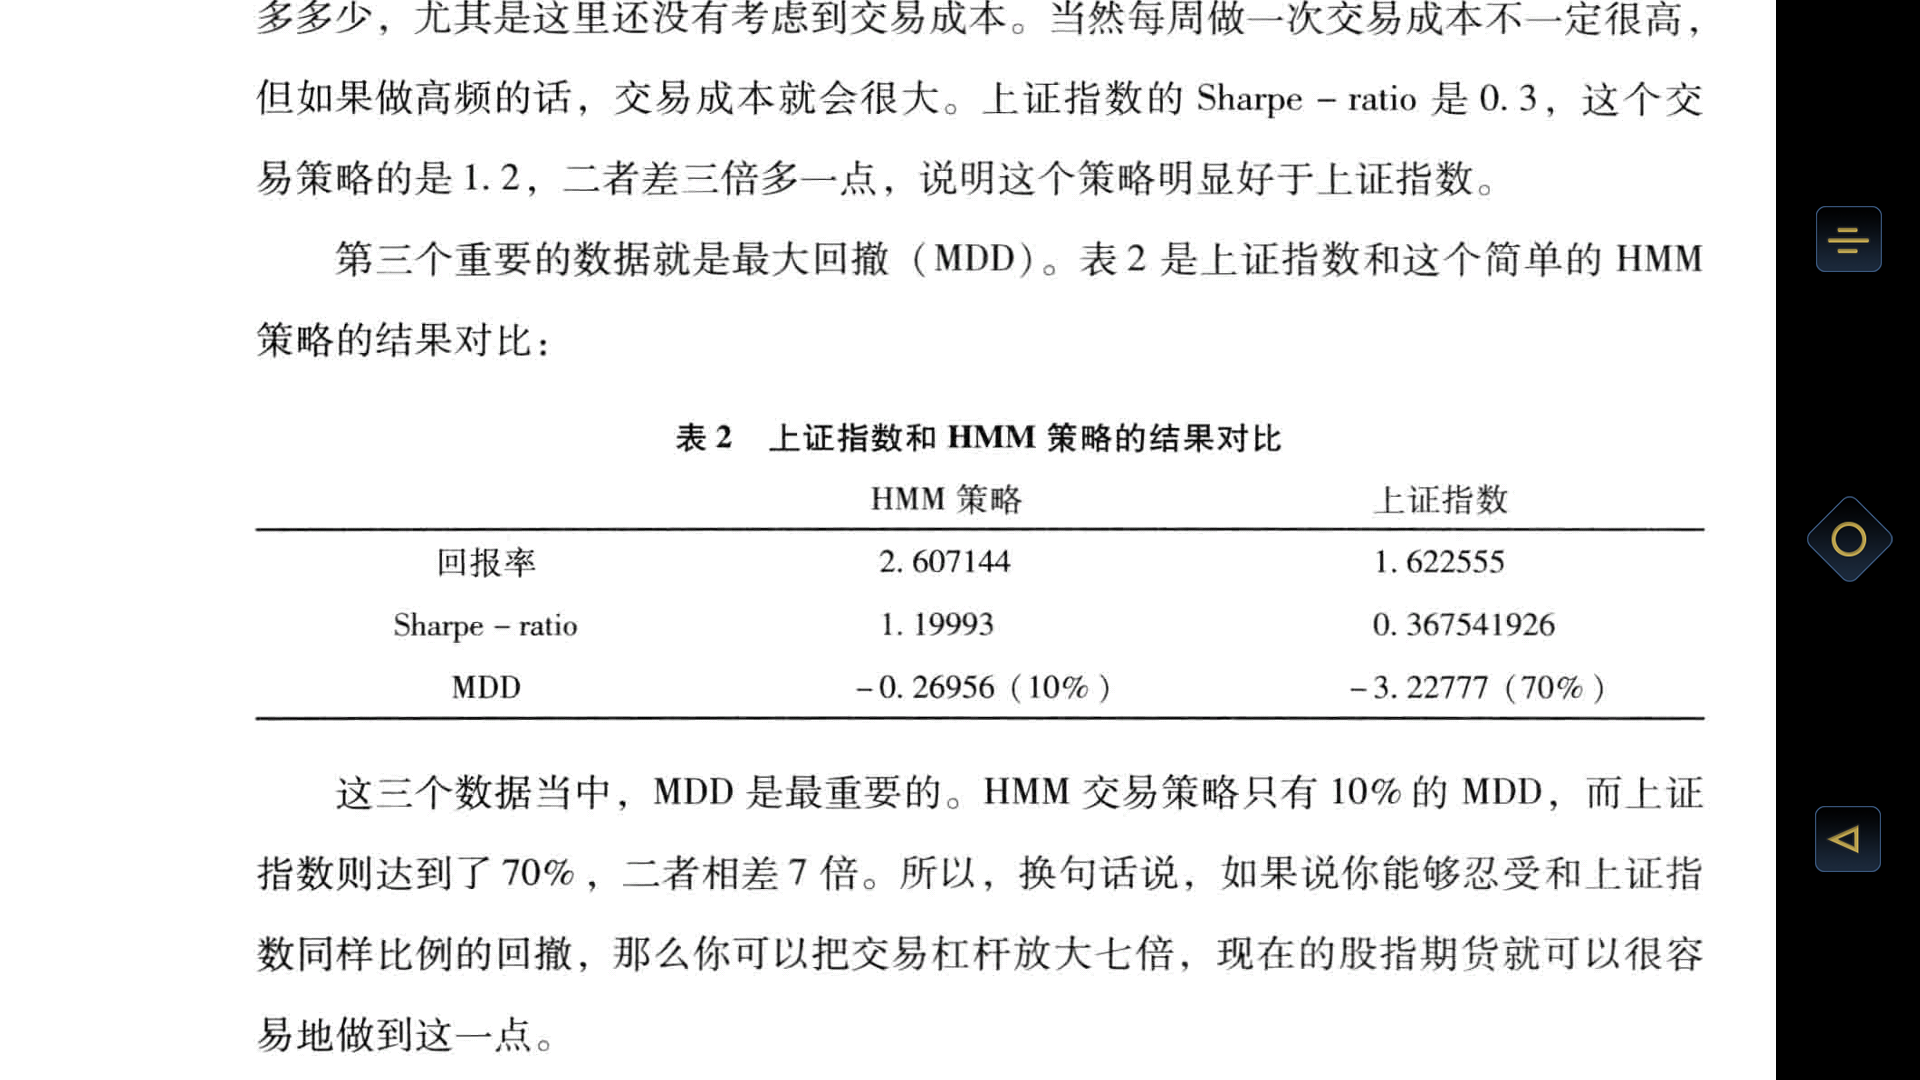 多多少，尤其是这里还没有考虑到交易成本。当然每周做一次交易成本不一定很高，
但如果做高频的话，交易成本就会很大。上证指数的 Sharpe – ratio 是 0. 3，这个交
易策略的是 1. 2，二者差三倍多一点，说明这个策略明显好于上证指数。
第三个重要的数据就是最大回撤（MDD）。表 2 是上证指数和这个简单的 HMM
策略的结果对比：
表 2 上证指数和 HMM 策略的结果对比
HMM 策略 上证指数
回报率 2. 607144 1. 622555
Sharpe – ratio 1. 19993 0. 367541926
MDD – 0. 26956（10%） – 3. 22777（70%）
这三个数据当中，MDD 是最重要的。HMM 交易策略只有 10% 的 MDD，而上证
指数则达到了 70%，二者相差 7 倍。所以，换句话说，如果说你能够忍受和上证指
数同样比例的回撤，那么你可以把交易杠杆放大七倍，现在的股指期货就可以很容
易地做到这一点。